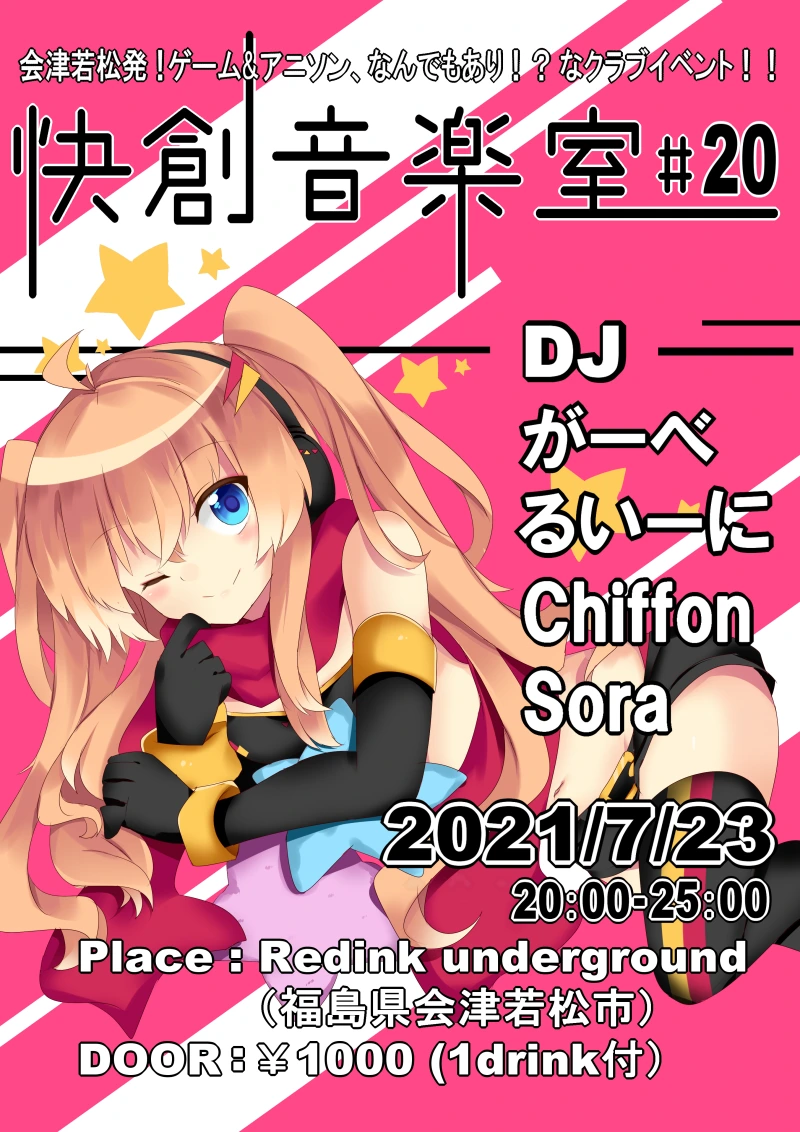 会津若松発！ゲーム&アニソン、なんでもあり！？なクラブイベント！！
快創音楽室 #20
DJ
がーべ
るいーに
Chiffon
Sora
2021/7/23
20:00-25:00
Place : Redink underground
（福島県会津若松市）
DOOR：￥1000 (1drink付）